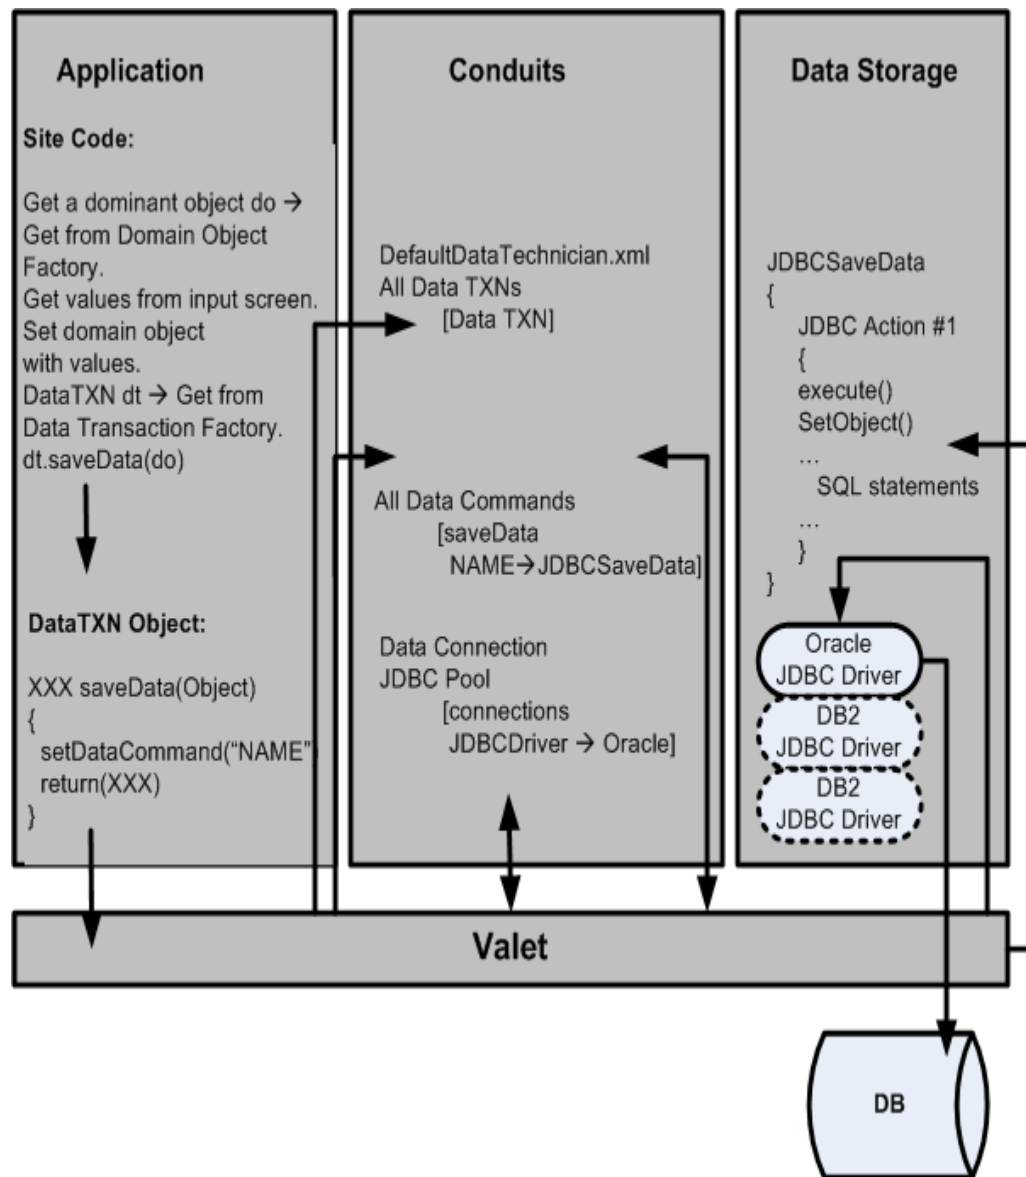 Application
Site Code:
Get a dominant object do →
Get from Domain Object
Factory.
Get values from input screen.
Set domain object
with values.
DataTXN dt → Get from
Data Transaction Factory.
dt.saveData(do)
DataTXN Object:
XXX saveData(Object)
{
setDataCommand(“NAME”
return(XXX)
}
Conduits
DefaultDataTechnician.xml
All Data TXNs
[Data TXN]
All Data Commands
[saveData
NAME→JDBCSaveData]
Data Connection
JDBC Pool
[connections
JDBCDriver → Oracle]
Data Storage
JDBCSaveData
{
JDBC Action #1
{
execute()
SetObject()
...
SQL statements
...
}
}
Oracle
JDBC Driver
DB2
JDBC Driver
DB2
JDBC Driver
Valet
DB